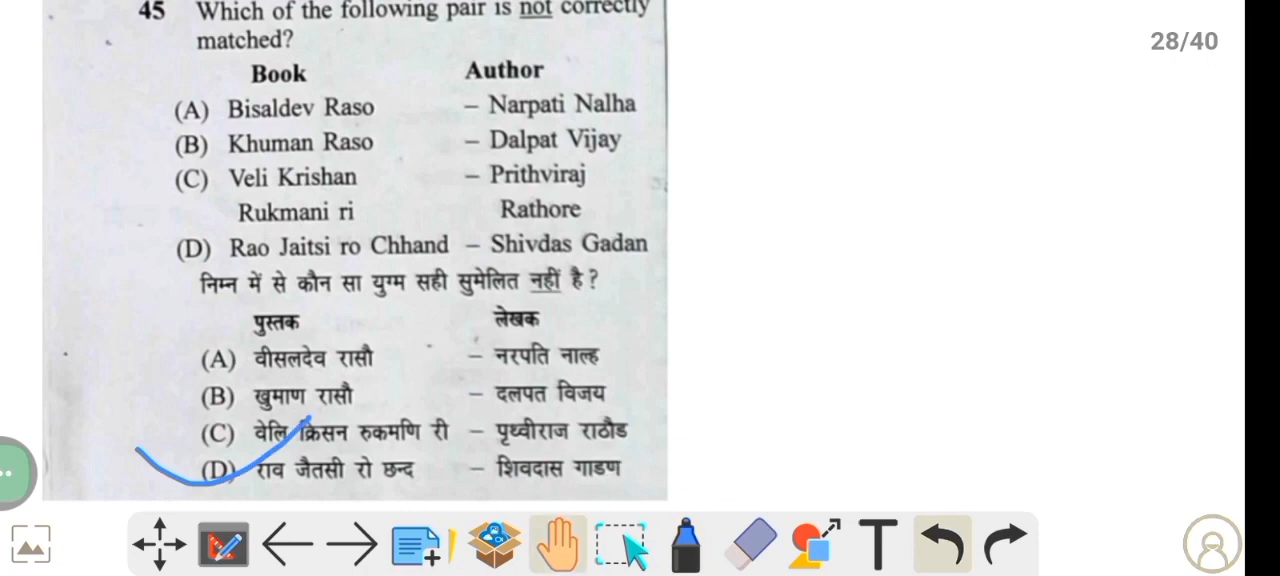 45 Which of the following pair is not correctly
matched?
Book Author
(A) Bisaldev Raso – Narpati Nalha
(B) Khuman Raso – Dalpat Vijay
(C) Veli Krishan – Prithviraj
Rukmani ri Rathore
(D) Rao Jaitsi ro Chhand – Shivdas Gadan
निम्न में से कौन सा युग्म सही सुमेलित नहीं है ?
पुस्तक लेखक
(A) वीसलदेव रासौ – नरपति नाल्ह
(B) खुमाण रासौ – दलपत विजय
(C) वेलि क्रिसन रुकमणि री – पृथ्वीराज राठौड
(D) राव जैतसी रो छन्द – शिवदास गाडण
28/40
T